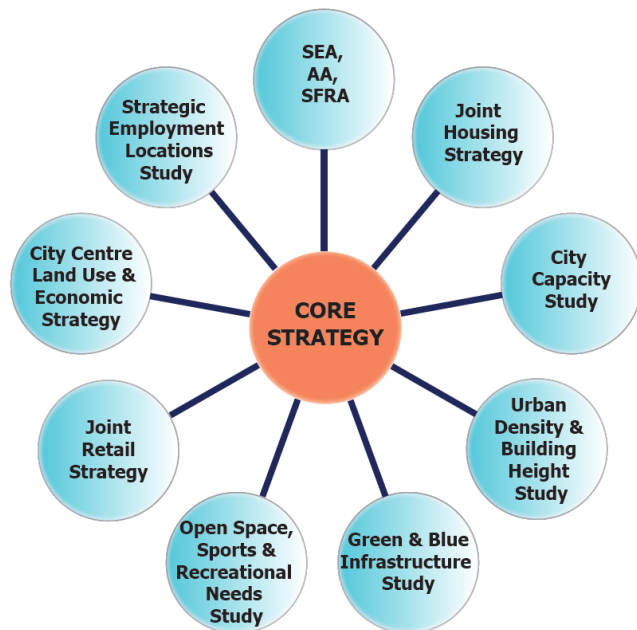 SEA,
AA,
SFRA
Joint
Housing
Strategy
City
Capacity
Study
Urban
Density &
Building
Height
Study
Green & Blue
Infrastructure
Study
Open Space,
Sports &
Recreational
Needs
Study
Joint
Retail
Strategy
City Centre
Land Use &
Economic
Strategy
Strategic
Employment
Locations
Study
CORE
STRATEGY